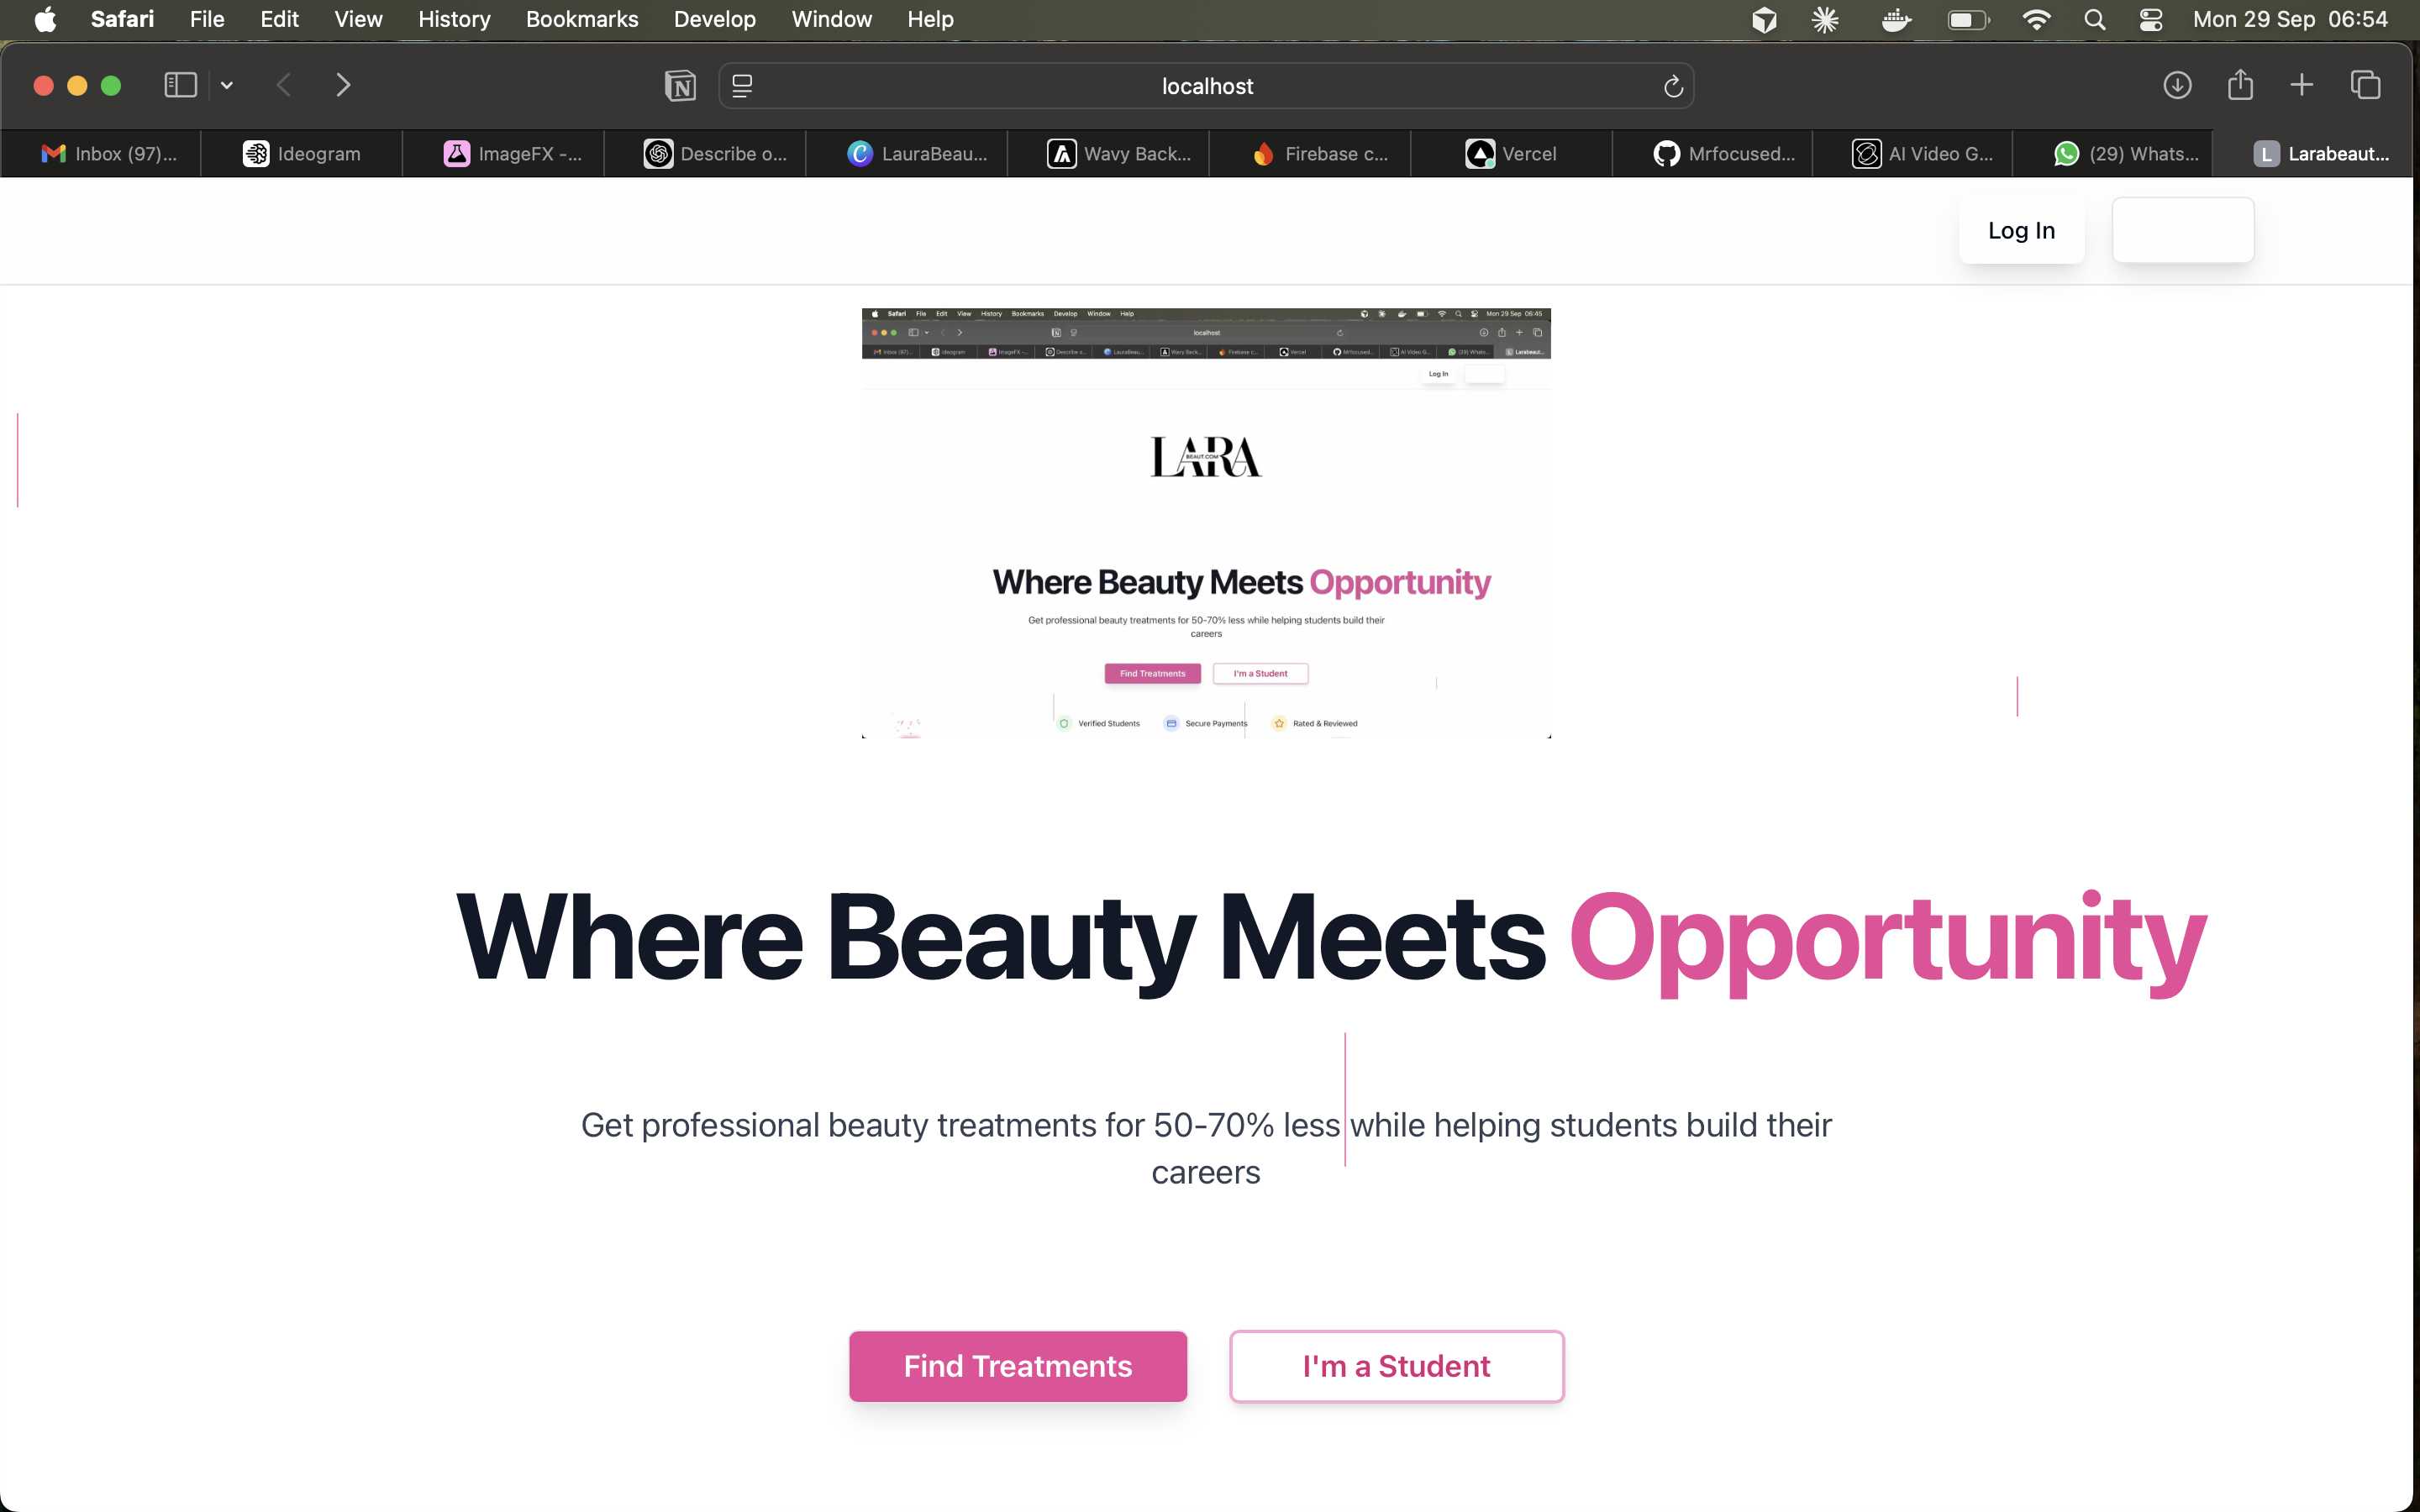 Safari File Edit View History Bookmarks Develop Window Help Mon 29 Sep 06:54
localhost
Inbox (97)... Ideogram ImageFX -... Describe o... LauraBeau... Wavy Back... Firebase c... Vercel Mrfocused... AI Video G... (29) Whats... L Larabeaut...
Log In
Safari File Edit View History Bookmarks Develop Window Help Mon 29 Sep 06:45
localhost
Inbox (97)... Ideogram ImageFX -... Describe o... LauraBeau... Wavy Back... Firebase c... Vercel Mrfocused... AI Video G... (29) Whats... L Larabeaut...
Log In
LARA
BEAUT.COM
Where Beauty Meets Opportunity
Get professional beauty treatments for 50-70% less while helping students build their
careers
Find Treatments I'm a Student
Verified Students Secure Payments Rated & Reviewed
Where Beauty Meets Opportunity
Get professional beauty treatments for 50-70% less while helping students build their
careers
Find Treatments I'm a Student